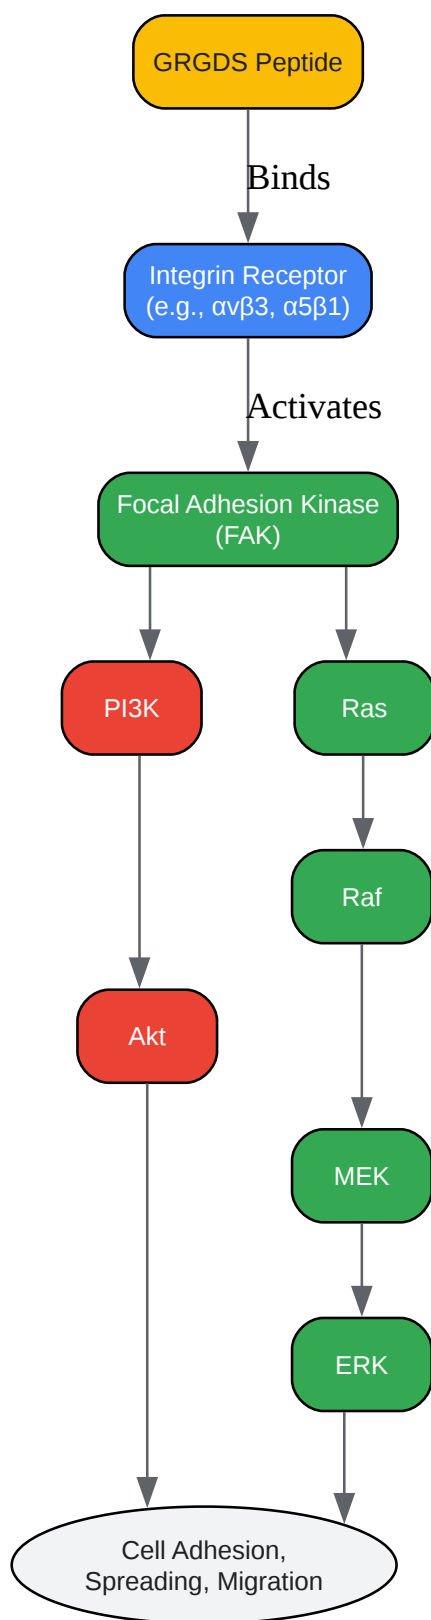 GRGDS Peptide
Binds
Integrin Receptor
(e.g., αvβ3, α5β1)
Activates
Focal Adhesion Kinase
(FAK)
PI3K
Ras
Raf
Akt
MEK
ERK
Cell Adhesion,
Spreading, Migration